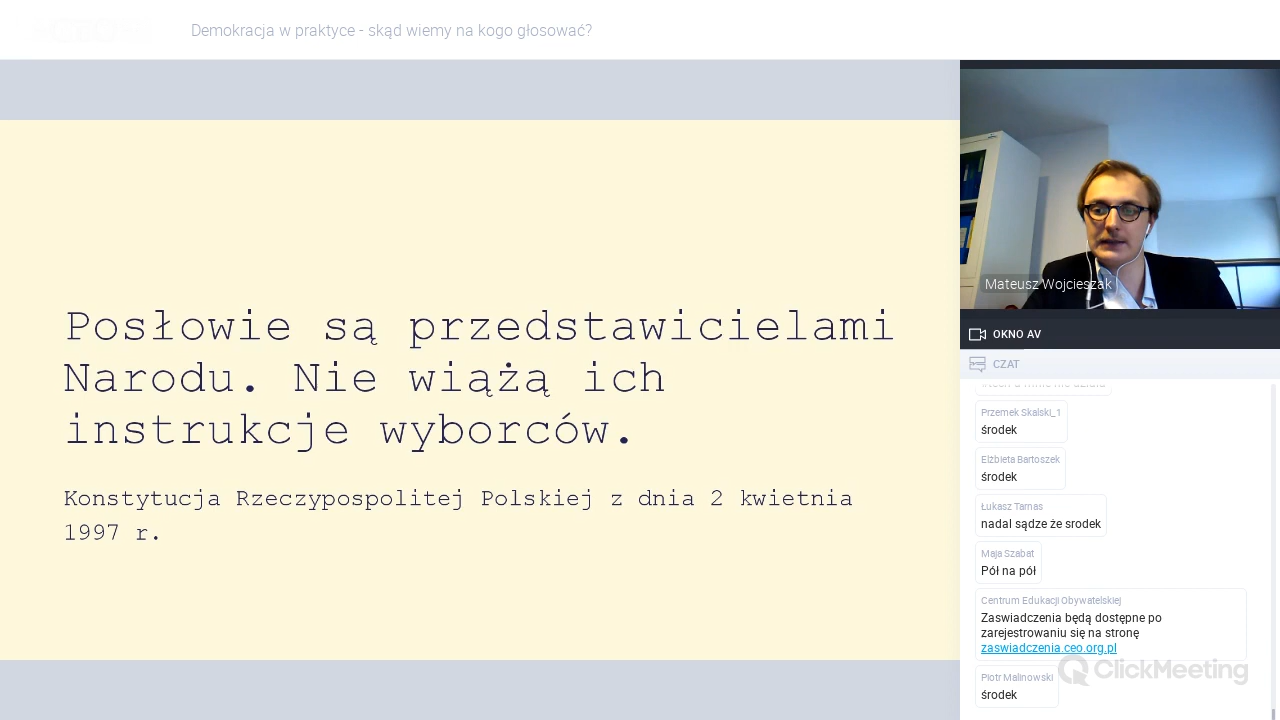 Demokracja w praktyce - skąd wiemy na kogo głosować?
Posłowie są przedstawicielami
Narodu. Nie wiążą ich
instrukcje wyborców.
Konstytucja Rzeczypospolitej Polskiej z dnia 2 kwietnia
1997 r.
Mateusz Wojcieszak
OKNO AV
CZAT
Przemek Skalski_1
środek
Elżbieta Bartoszek
środek
Łukasz Tarnas
nadal sądze że srodek
Maja Szabat
Pół na pół
Centrum Edukacji Obywatelskiej
Zaswiadczenia będą dostępne po
zarejestrowaniu się na stronę
zaswiadczenia.ceo.org.pl
Piotr Malinowski
środek
ClickMeeting